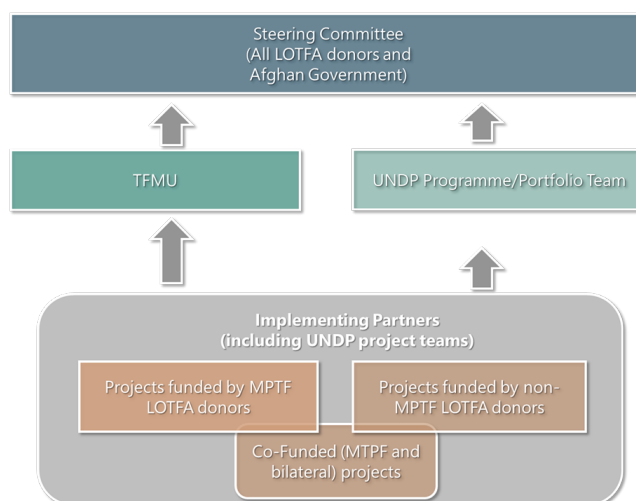 Steering Committee
(All LOTFA donors and
Afghan Government)
TFMU
UNDP Programme/Portfolio Team
Implementing Partners
(including UNDP project teams)
Projects funded by MPTF
LOTFA donors
Projects funded by non-
MPTF LOTFA donors
Co-Funded (MTPF and
bilateral) projects